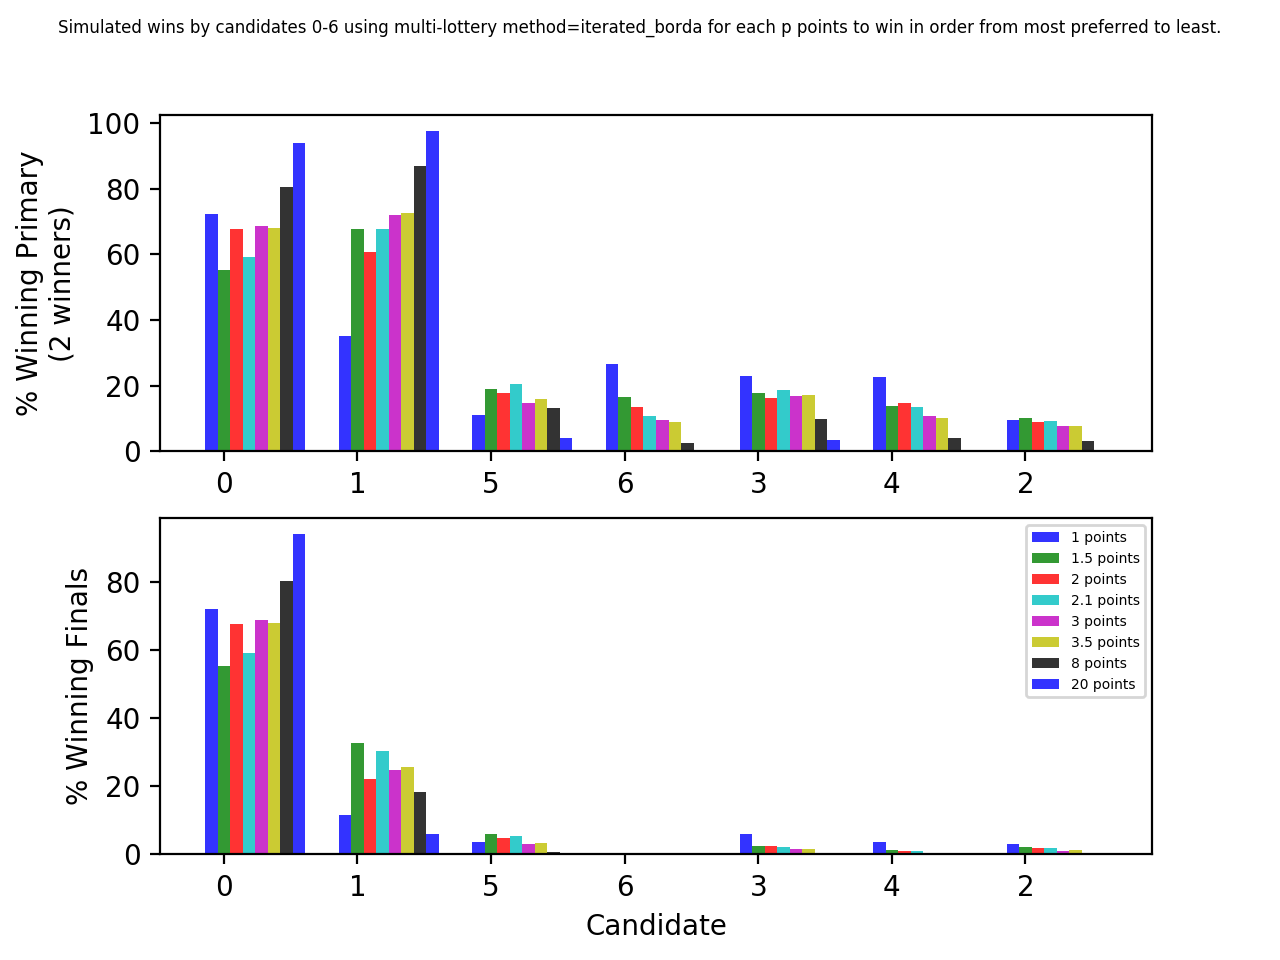 Simulated wins by candidates 0-6 using multi-lottery method=iterated_borda for each p points to win in order from most preferred to least.
% Winning Primary
(2 winners)
100
80
60
40
20
0
0 1 5 6 3 4 2
% Winning Finals
80
60
40
20
0
1 points
1.5 points
2 points
2.1 points
3 points
3.5 points
8 points
20 points
0 1 5 6 3 4 2
Candidate